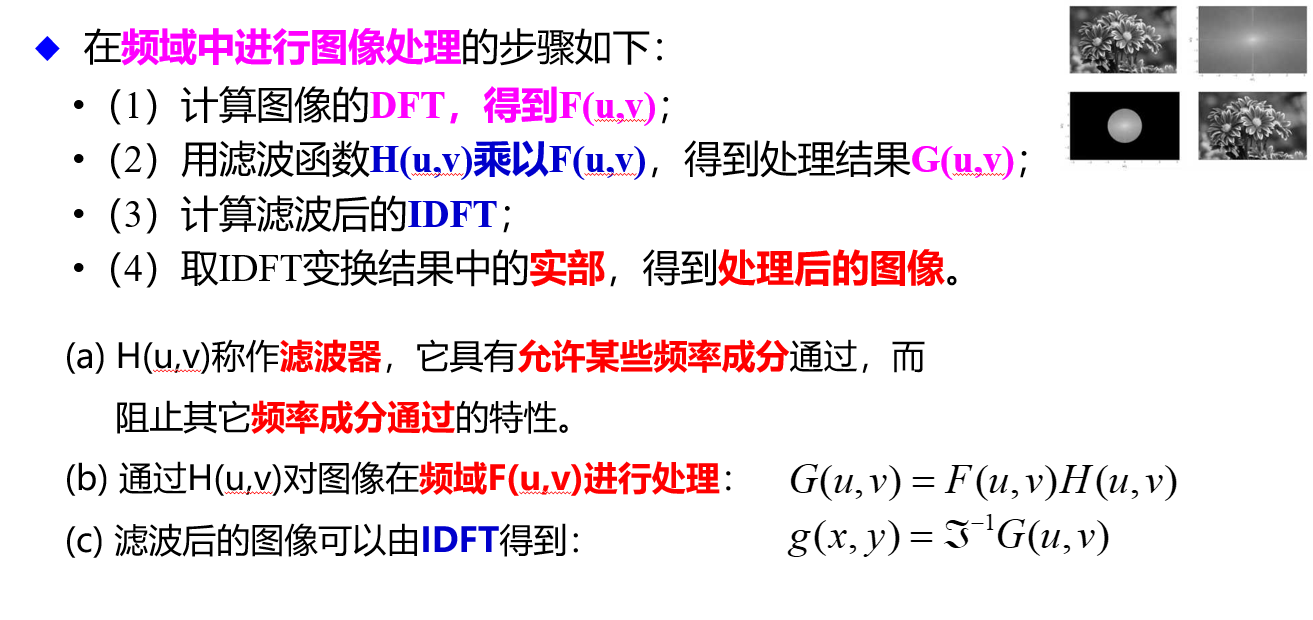 ◆ 在频域中进行图像处理的步骤如下：
•（1）计算图像的DFT，得到F(u,v)；
•（2）用滤波函数H(u,v)乘以F(u,v)，得到处理结果G(u,v)；
•（3）计算滤波后的IDFT；
•（4）取IDFT变换结果中的实部，得到处理后的图像。
(a) H(u,v)称作滤波器，它具有允许某些频率成分通过，而
阻止其它频率成分通过的特性。
(b) 通过H(u,v)对图像在频域F(u,v)进行处理： G(u,v) = F(u,v)H(u,v)
(c) 滤波后的图像可以由IDFT得到： g(x,y) = ℑ⁻¹G(u,v)